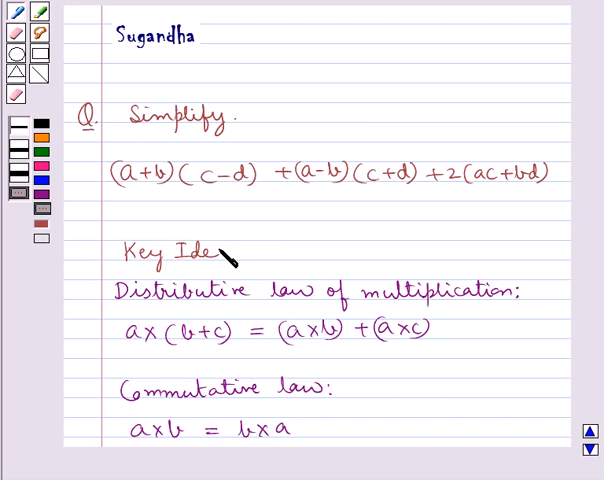 Sugandha
Q. Simplify.
(a+b)(c-d) +(a-b)(c+d)+2(ac+bd)
Key Ide
Distributive law of multiplication:
a×(b+c) = (a×b)+(a×c)
Commutative law:
a×b = b×a